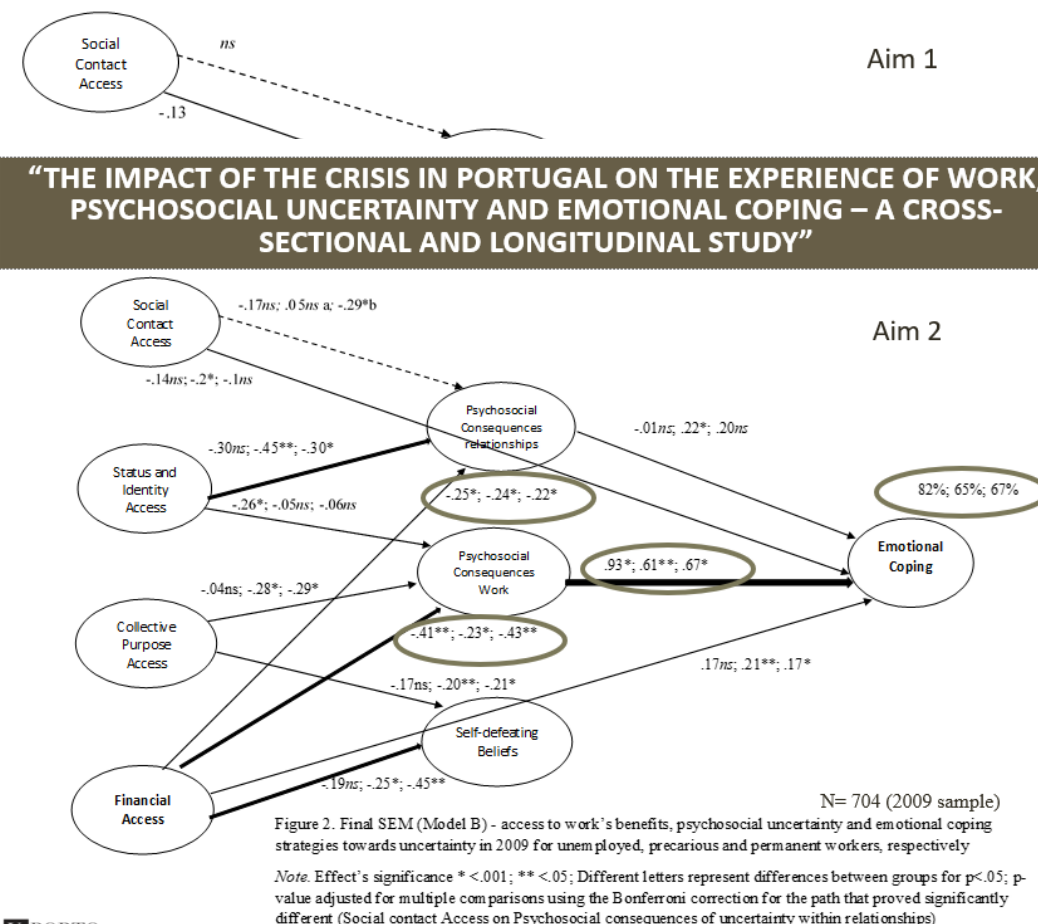 Social
Contact
Access
ns
-.13
Aim 1
“THE IMPACT OF THE CRISIS IN PORTUGAL ON THE EXPERIENCE OF WORK,
PSYCHOSOCIAL UNCERTAINTY AND EMOTIONAL COPING – A CROSS-
SECTIONAL AND LONGITUDINAL STUDY”
Social
Contact
Access
-.17ns; .05ns a; -.29*b
Aim 2
-.14ns; -.2*; -.1ns
Psychosocial
Consequences
relationships
-.01ns; .22*; .20ns
-.30ns; -.45**; -.30*
Status and
Identity
Access
-.25*; -.24*; -.22*
82%; 65%; 67%
-.26*; -.05ns; -.06ns
Emotional
Coping
Psychosocial
Consequences
Work
.93*; .61**; .67*
-.04ns; -.28*; -.29*
Collective
Purpose
Access
-.41**; -.23*; -.43**
.17ns; .21**; .17*
-.17ns; -.20**; -.21*
Self-defeating
Beliefs
-.19ns; -.25*; -.45**
Financial
Access
N= 704 (2009 sample)
Figure 2. Final SEM (Model B) - access to work’s benefits, psychosocial uncertainty and emotional coping
strategies towards uncertainty in 2009 for unemployed, precarious and permanent workers, respectively
Note. Effect’s significance * <.001; ** <.05; Different letters represent differences between groups for p<.05; p-
value adjusted for multiple comparisons using the Bonferroni correction for the path that proved significantly
different (Social contact Access on Psychosocial consequences of uncertainty within relationships)